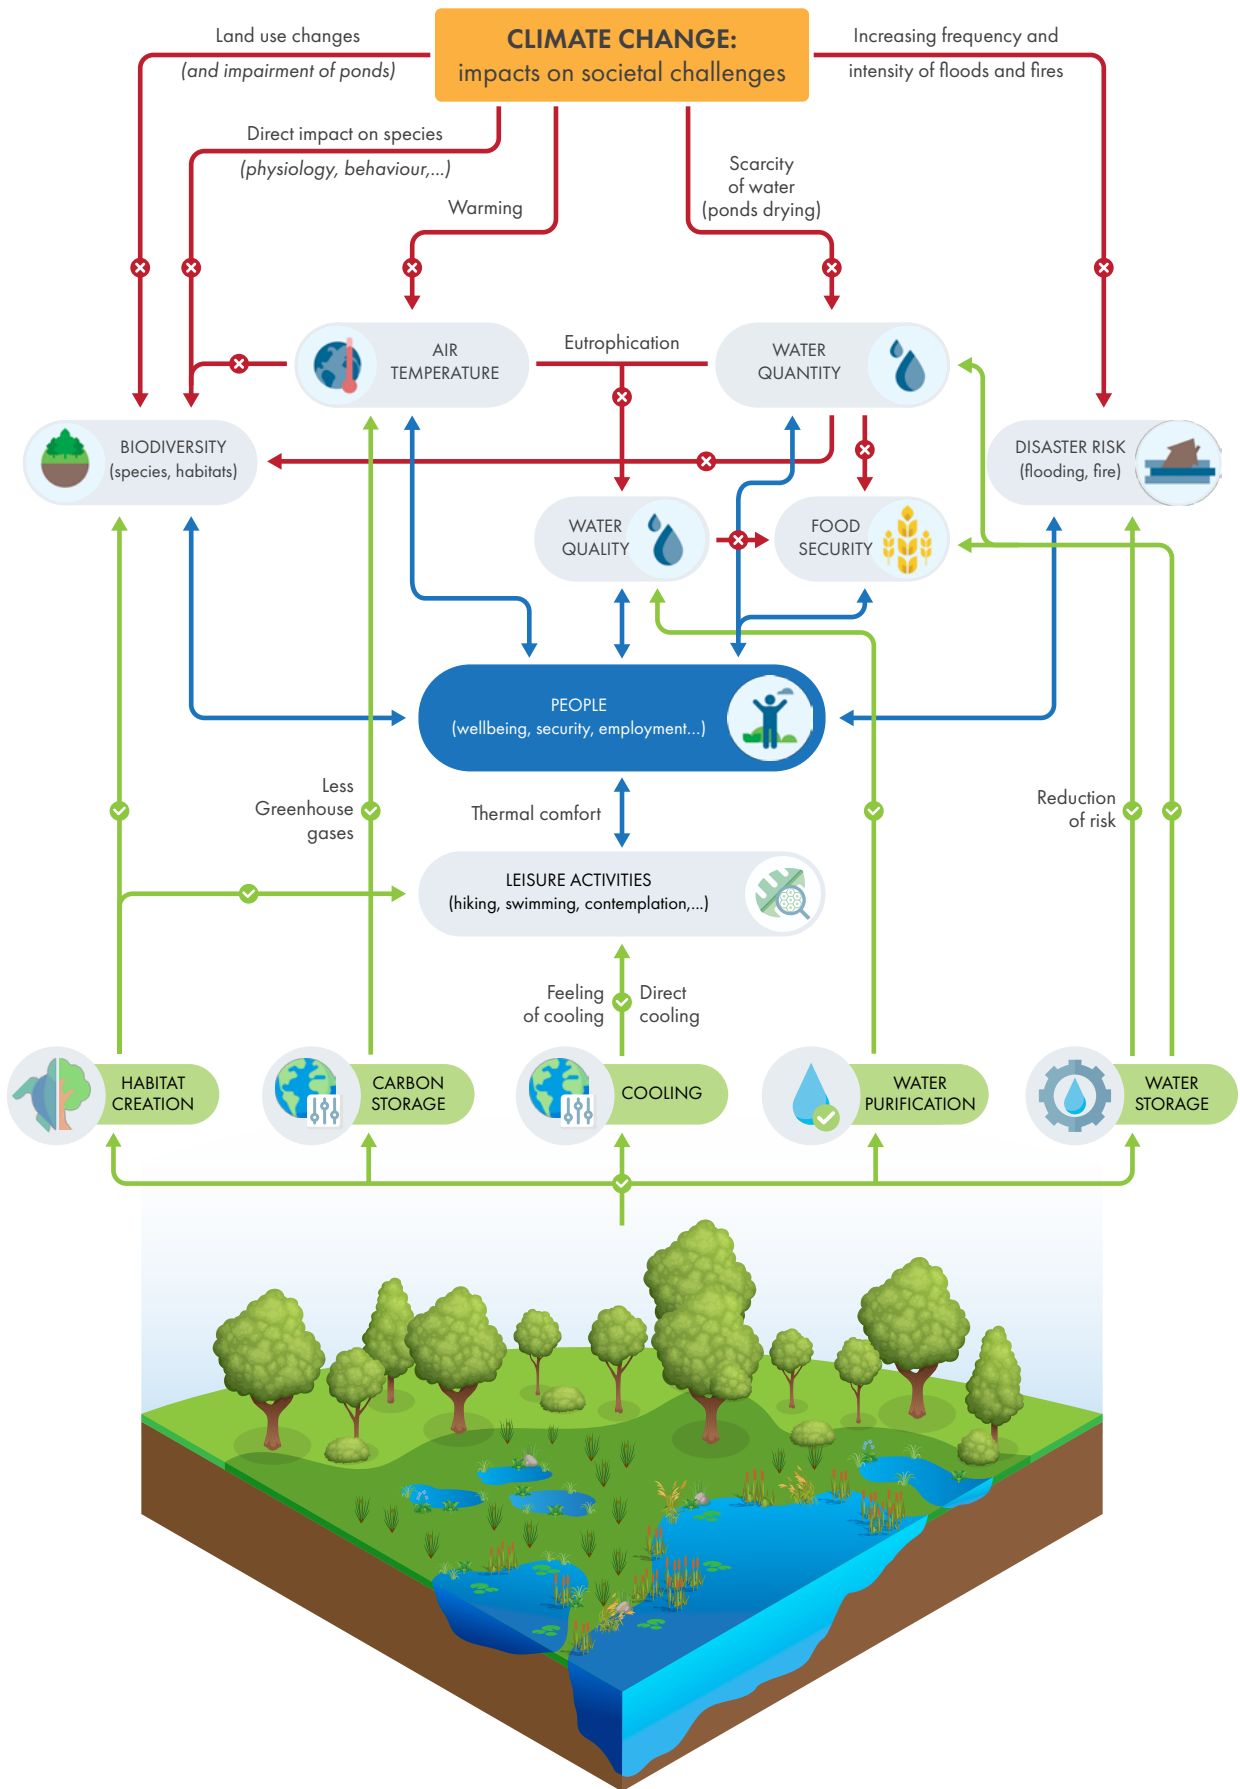 CLIMATE CHANGE:
impacts on societal challenges
Land use changes
(and impairment of ponds)
Increasing frequency and
intensity of floods and fires
Direct impact on species
(physiology, behaviour,...)
Warming
Scarcity
of water
(ponds drying)
AIR
TEMPERATURE
Eutrophication
WATER
QUANTITY
BIODIVERSITY
(species, habitats)
DISASTER RISK
(flooding, fire)
WATER
QUALITY
FOOD
SECURITY
PEOPLE
(wellbeing, security, employment...)
Less
Greenhouse
gases
Thermal comfort
Reduction
of risk
LEISURE ACTIVITIES
(hiking, swimming, contemplation,...)
Feeling
of cooling
Direct
cooling
HABITAT
CREATION
CARBON
STORAGE
COOLING
WATER
PURIFICATION
WATER
STORAGE